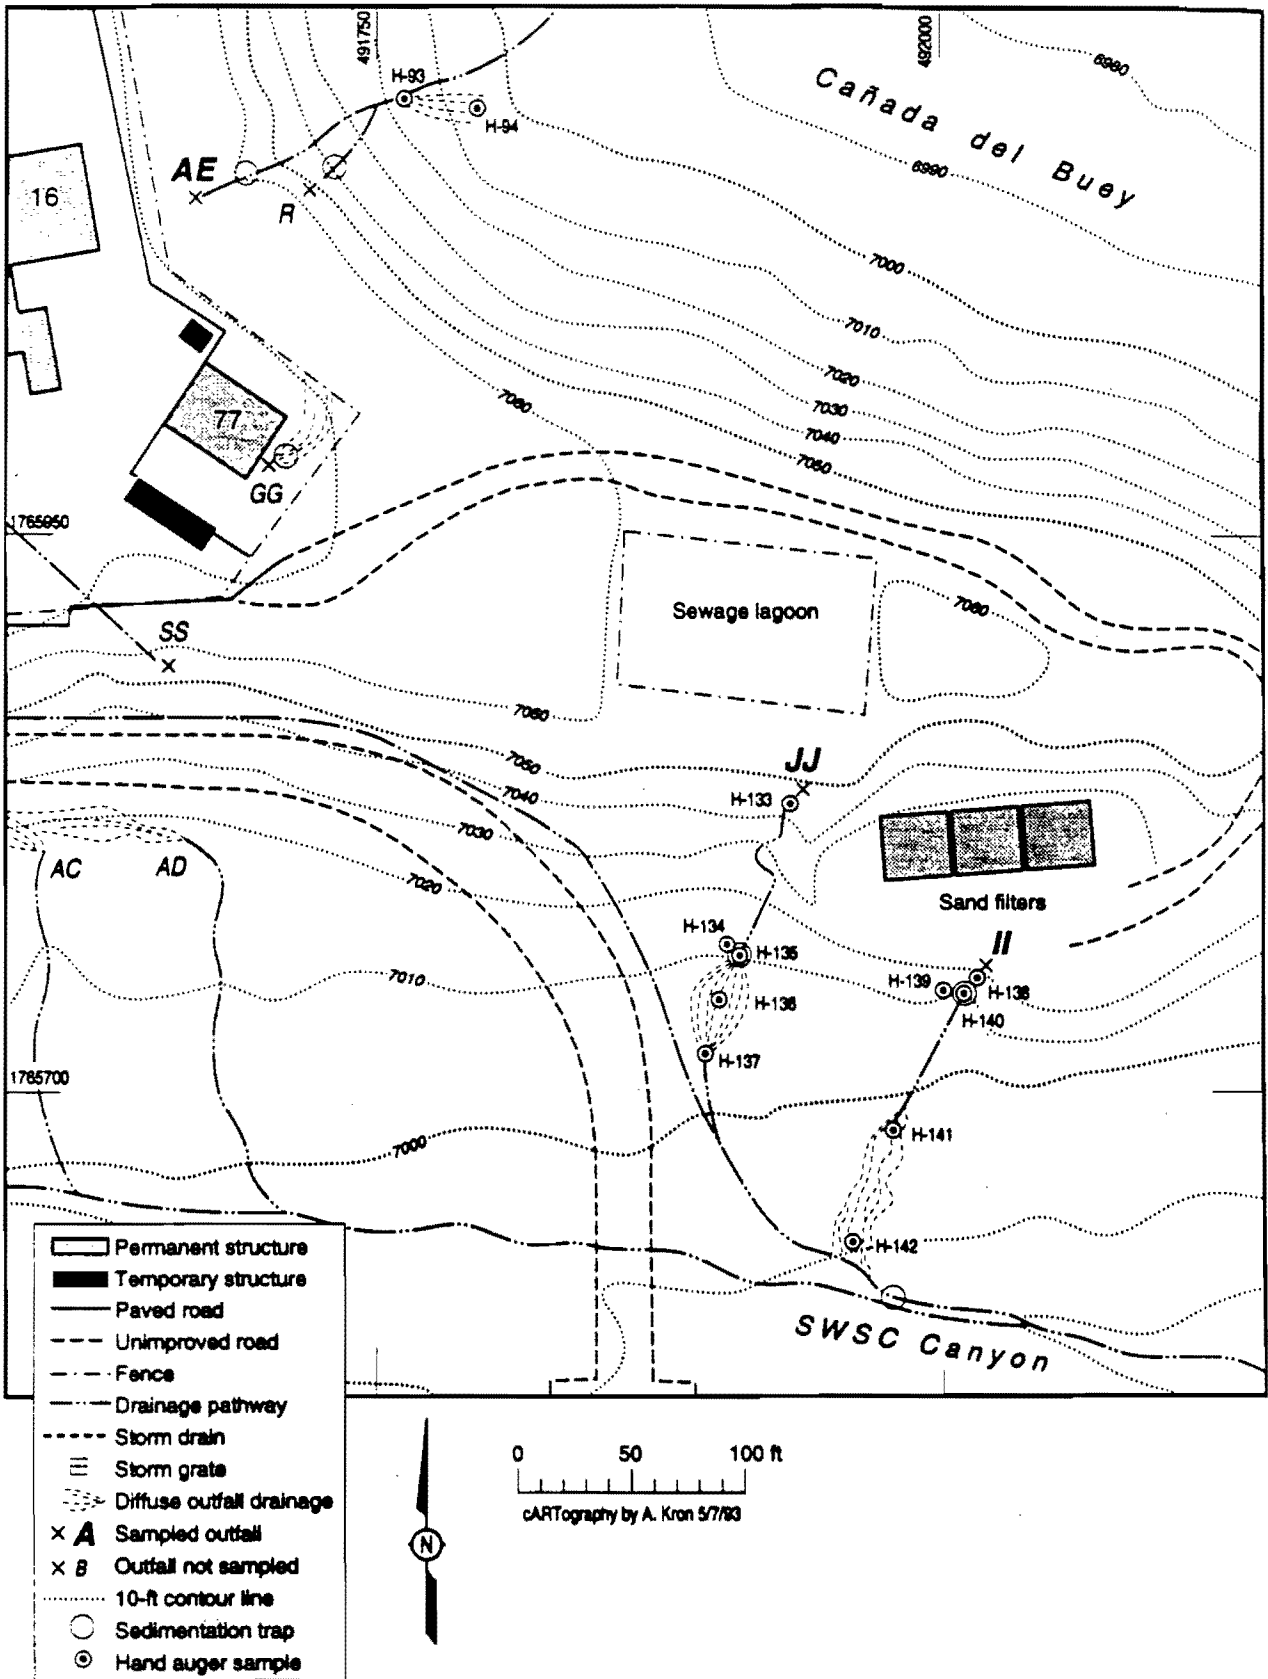 491750
492000
6980
Cañada del Buey
H-93
H-94
AE
R
6990
16
7000
7010
7020
7030
7040
7050
7060
77
GG
1765950
Sewage lagoon
7060
SS
7060
7050
JJ
7040
H-133
7030
AC
AD
7020
Sand filters
H-134
H-135
II
7010
H-136
H-139
H-138
H-140
H-137
1765700
H-141
7000
H-142
SWSC Canyon
Permanent structure
Temporary structure
Paved road
Unimproved road
Fence
Drainage pathway
Storm drain
Storm grate
Diffuse outfall drainage
A Sampled outfall
B Outfall not sampled
10-ft contour line
Sedimentation trap
Hand auger sample
0 50 100 ft
cARTography by A. Kron 5/7/93
N